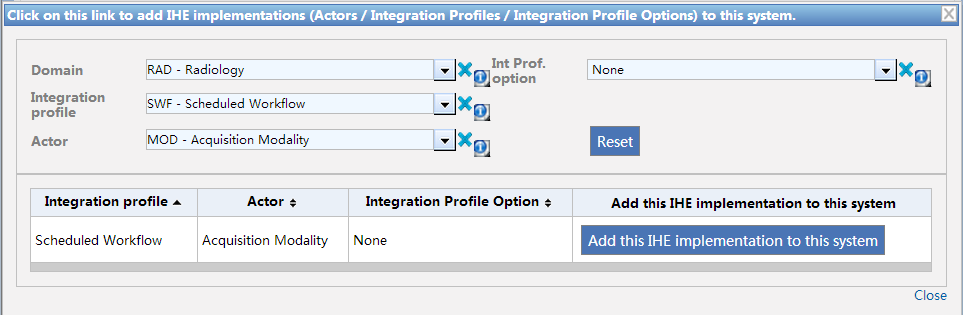 Click on this link to add IHE implementations (Actors / Integration Profiles / Integration Profile Options) to this system.
Domain
RAD - Radiology
Int Prof.
option
None
Integration
profile
SWF - Scheduled Workflow
Actor
MOD - Acquisition Modality
Reset
Integration profile
Actor
Integration Profile Option
Add this IHE implementation to this system
Scheduled Workflow
Acquisition Modality
None
Add this IHE implementation to this system
Close